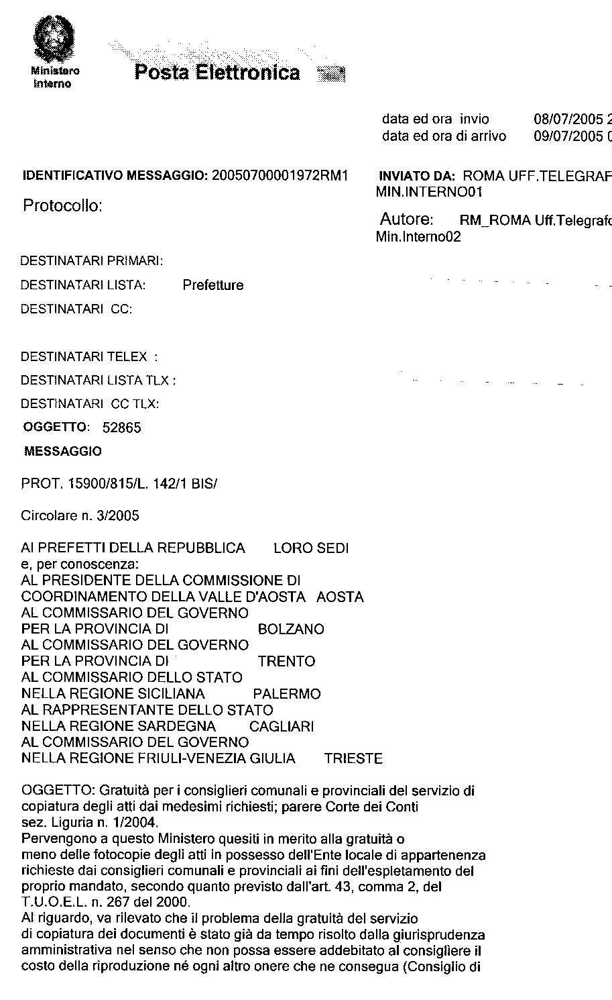 Ministero
Interno
Posta Elettronica
data ed ora invio 08/07/2005 2
data ed ora di arrivo 09/07/2005 0
IDENTIFICATIVO MESSAGGIO: 20050700001972RM1
INVIATO DA: ROMA UFF.TELEGRAF
MIN.INTERNO01
Protocollo:
Autore: RM_ROMA Uff.Telegrafo
Min.Interno02
DESTINATARI PRIMARI:
DESTINATARI LISTA: Prefetture
DESTINATARI CC:
DESTINATARI TELEX :
DESTINATARI LISTA TLX :
DESTINATARI CC TLX:
OGGETTO: 52865
MESSAGGIO
PROT. 15900/815/L. 142/1 BIS/
Circolare n. 3/2005
AI PREFETTI DELLA REPUBBLICA LORO SEDI
e, per conoscenza:
AL PRESIDENTE DELLA COMMISSIONE DI
COORDINAMENTO DELLA VALLE D'AOSTA AOSTA
AL COMMISSARIO DEL GOVERNO
PER LA PROVINCIA DI BOLZANO
AL COMMISSARIO DEL GOVERNO
PER LA PROVINCIA DI TRENTO
AL COMMISSARIO DELLO STATO
NELLA REGIONE SICILIANA PALERMO
AL RAPPRESENTANTE DELLO STATO
NELLA REGIONE SARDEGNA CAGLIARI
AL COMMISSARIO DEL GOVERNO
NELLA REGIONE FRIULI-VENEZIA GIULIA TRIESTE
OGGETTO: Gratuità per i consiglieri comunali e provinciali del servizio di
copiatura degli atti dai medesimi richiesti; parere Corte dei Conti
sez. Liguria n. 1/2004.
Pervengono a questo Ministero quesiti in merito alla gratuità o
meno delle fotocopie degli atti in possesso dell'Ente locale di appartenenza
richieste dai consiglieri comunali e provinciali ai fini dell'espletamento del
proprio mandato, secondo quanto previsto dall'art. 43, comma 2, del
T.U.O.E.L. n. 267 del 2000.
Al riguardo, va rilevato che il problema della gratuità del servizio
di copiatura dei documenti è stato già da tempo risolto dalla giurisprudenza
amministrativa nel senso che non possa essere addebitato al consigliere il
costo della riproduzione né ogni altro onere che ne consegua (Consiglio di